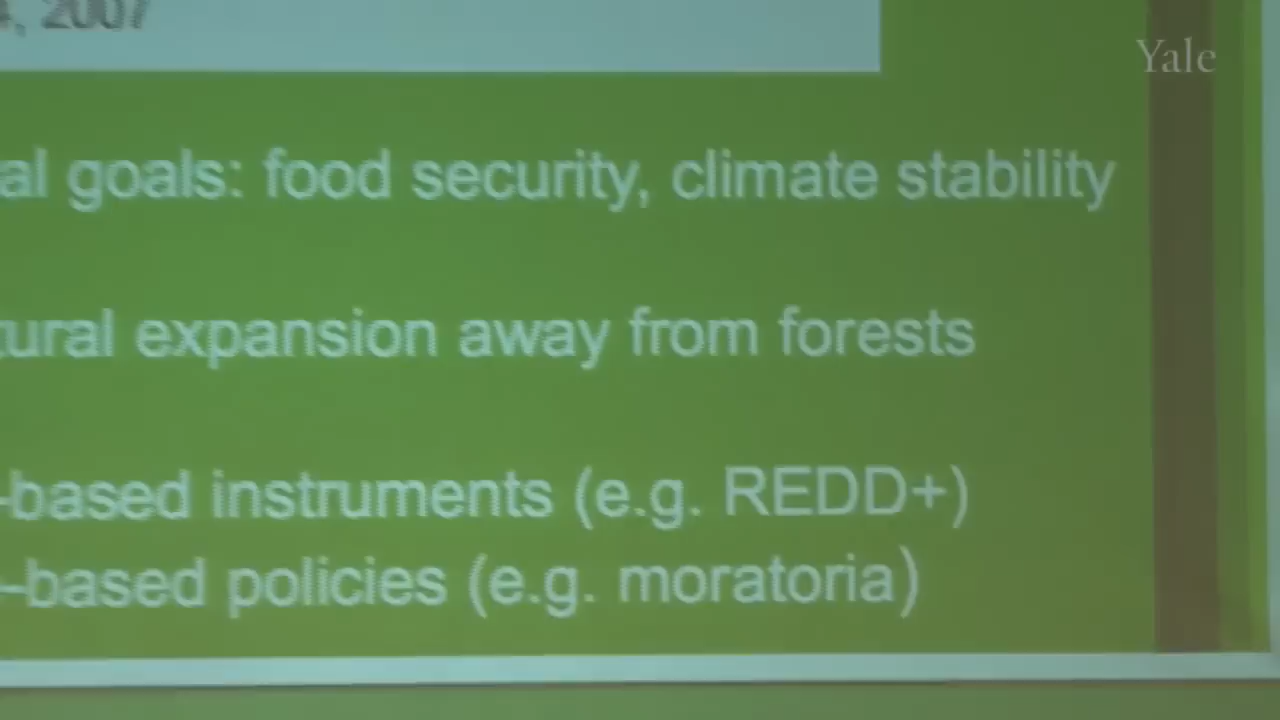 4, 2007
Yale
al goals: food security, climate stability
tural expansion away from forests
-based instruments (e.g. REDD+)
-based policies (e.g. moratoria)